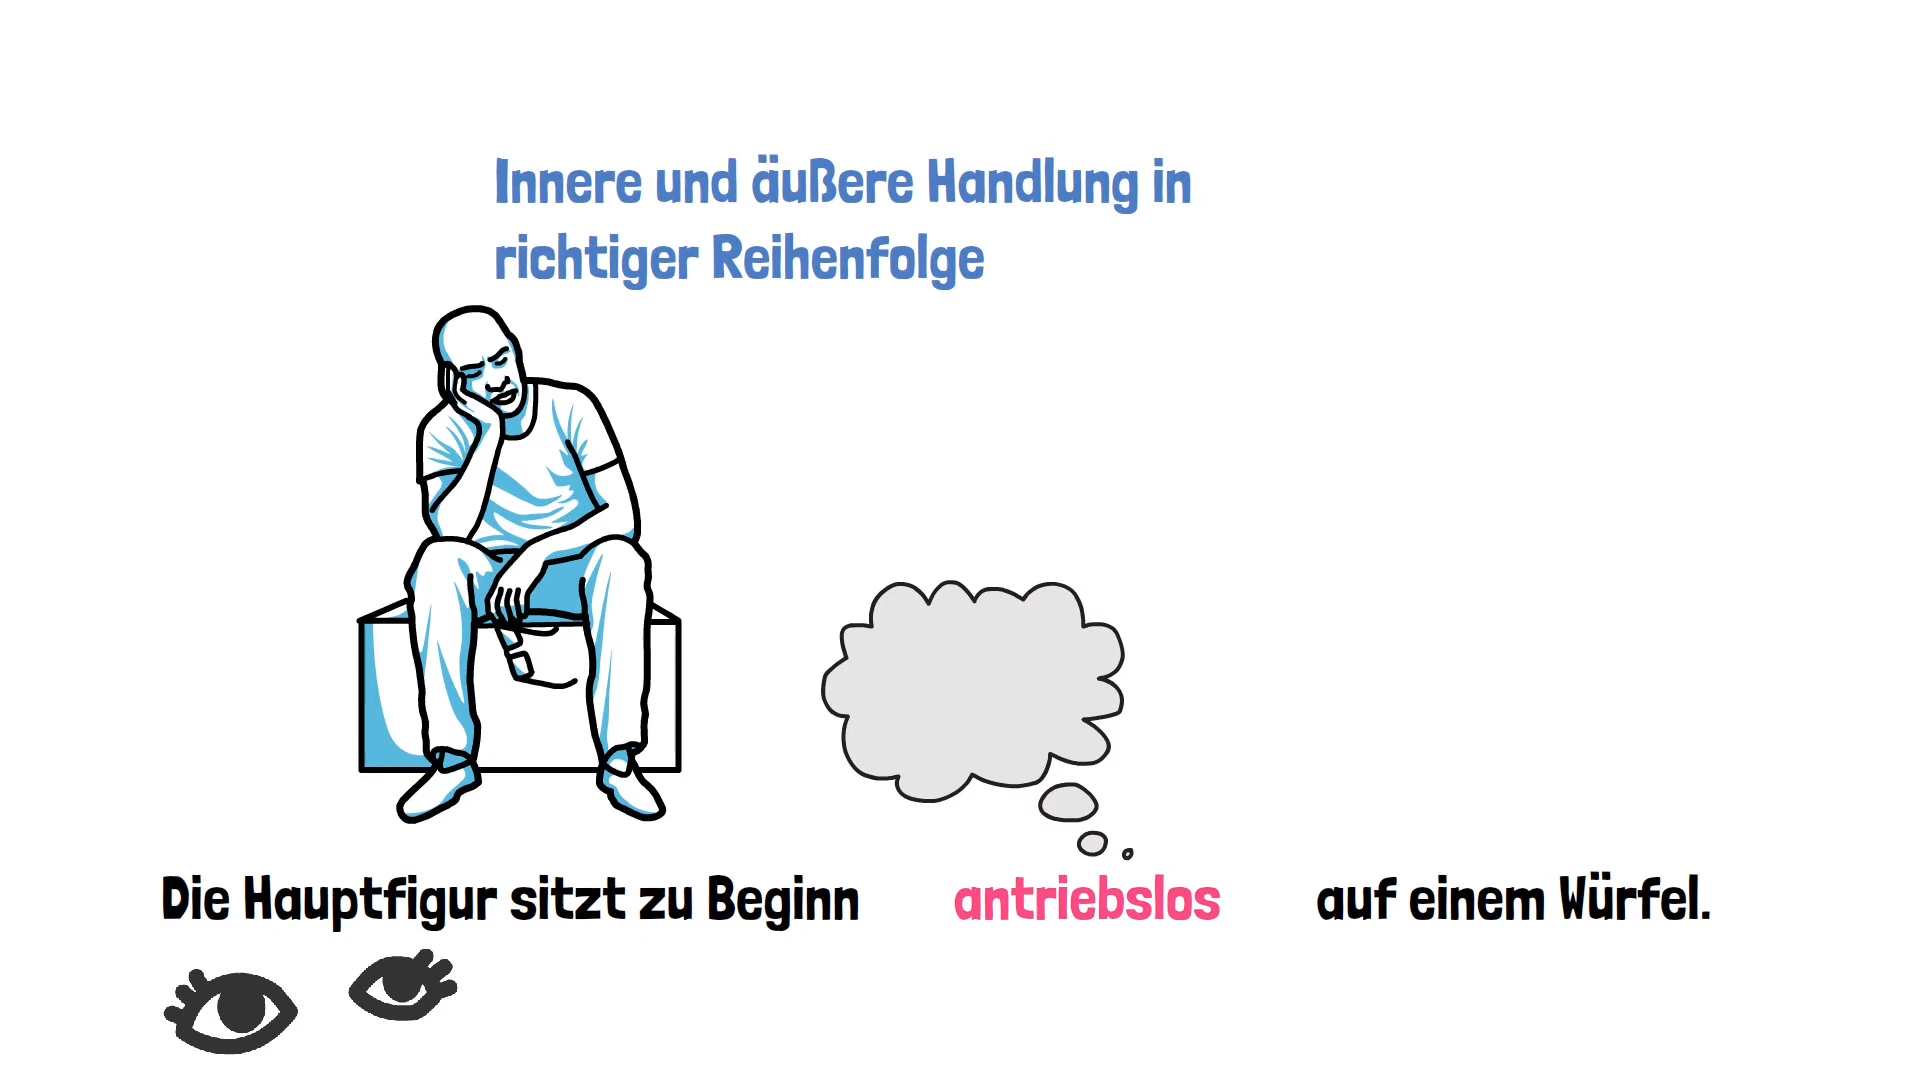 Innere und äußere Handlung in
richtiger Reihenfolge
Die Hauptfigur sitzt zu Beginn antriebslos auf einem Würfel.